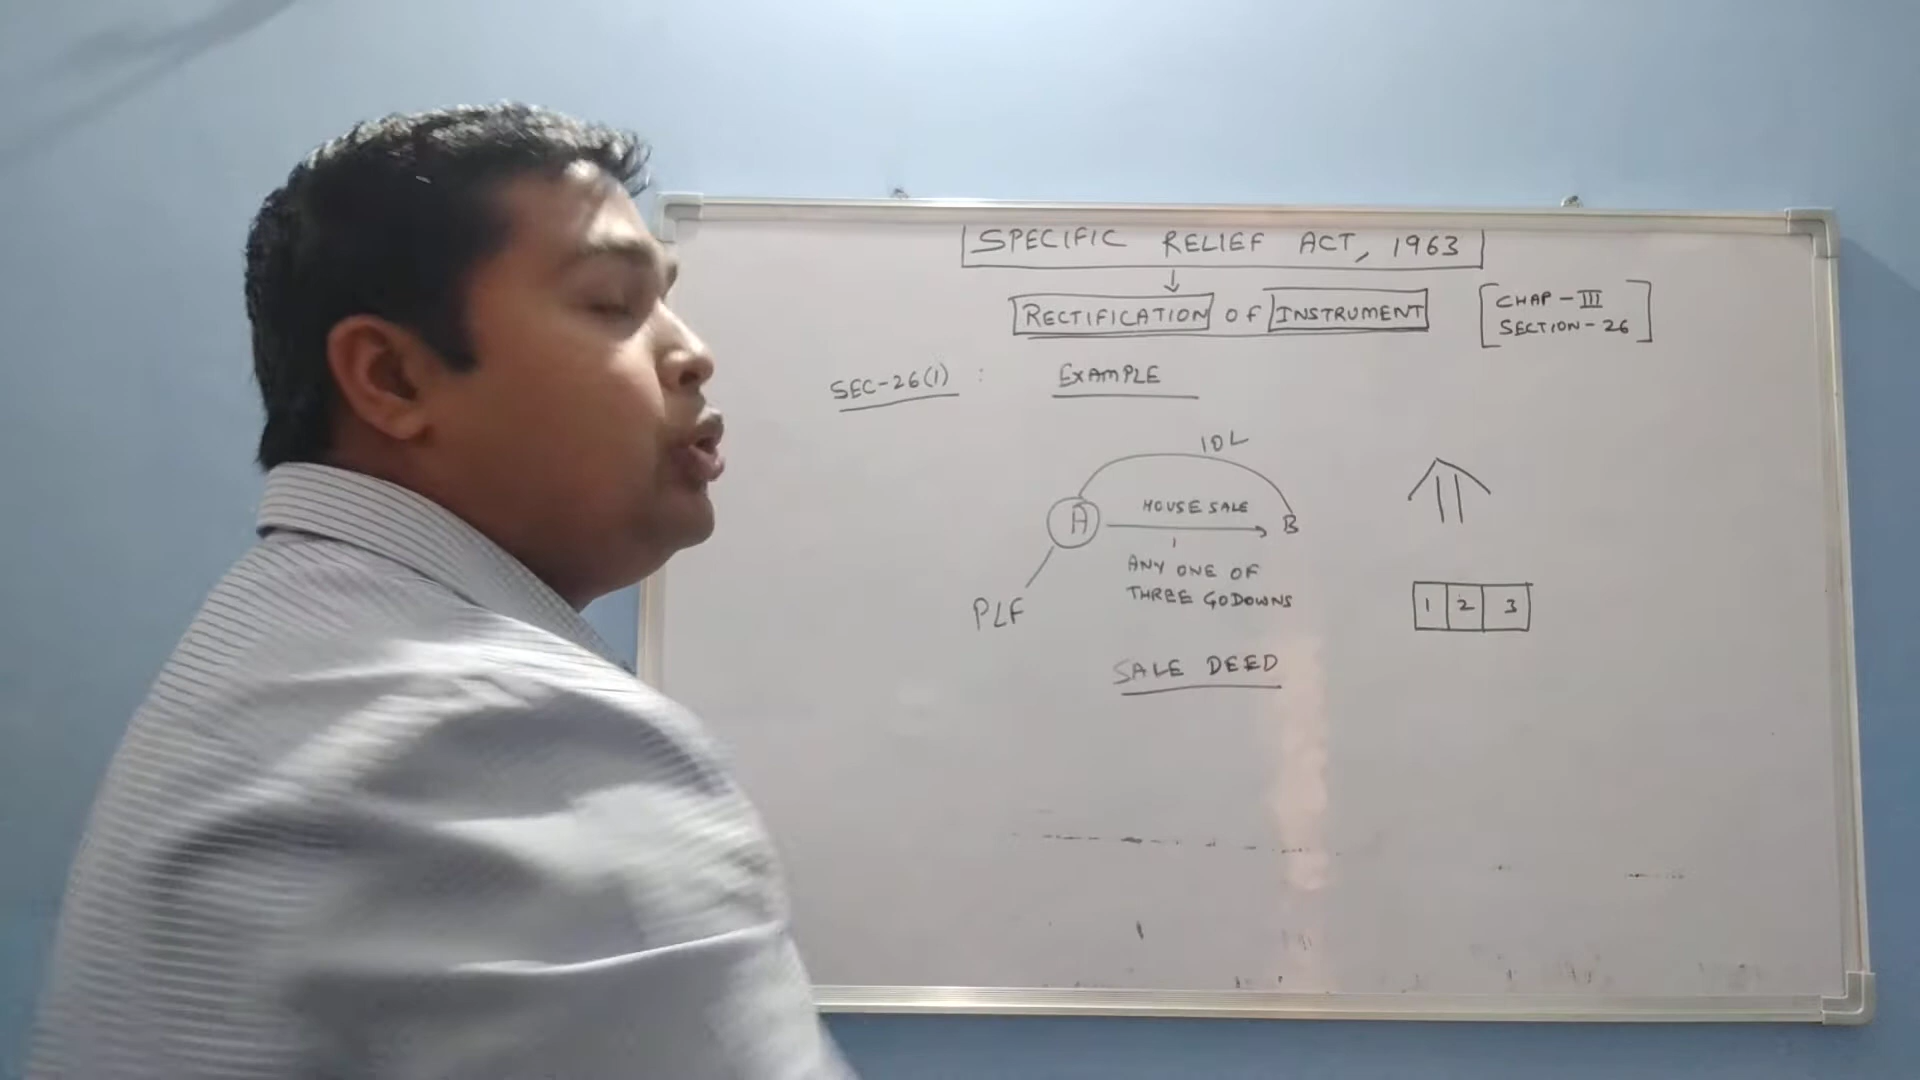 SPECIFIC RELIEF ACT, 1963
RECTIFICATION OF INSTRUMENT
CHAP-III
SECTION-26
SEC-26(1) : EXAMPLE
10L
A HOUSE SALE B
ANY ONE OF
THREE GODOWNS
PLF
1 2 3
SALE DEED